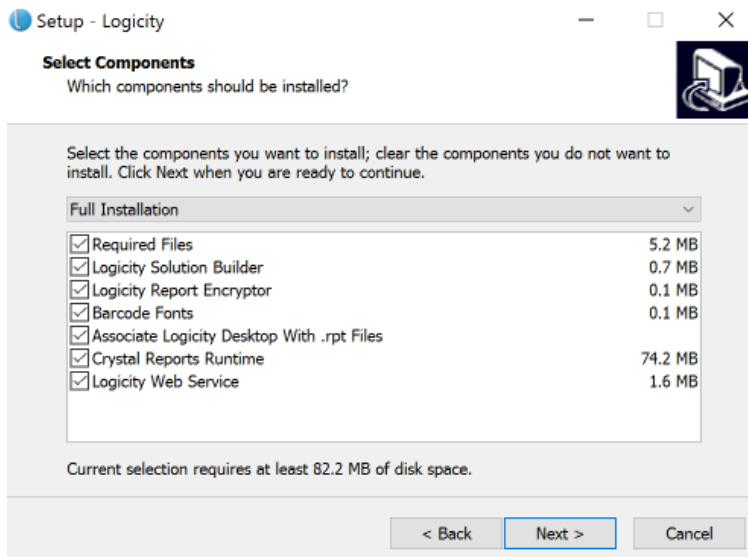 Setup - Logicity
Select Components
Which components should be installed?
Select the components you want to install; clear the components you do not want to
install. Click Next when you are ready to continue.
Full Installation
Required Files 5.2 MB
Logicity Solution Builder 0.7 MB
Logicity Report Encryptor 0.1 MB
Barcode Fonts 0.1 MB
Associate Logicity Desktop With .rpt Files
Crystal Reports Runtime 74.2 MB
Logicity Web Service 1.6 MB
Current selection requires at least 82.2 MB of disk space.
< Back Next > Cancel